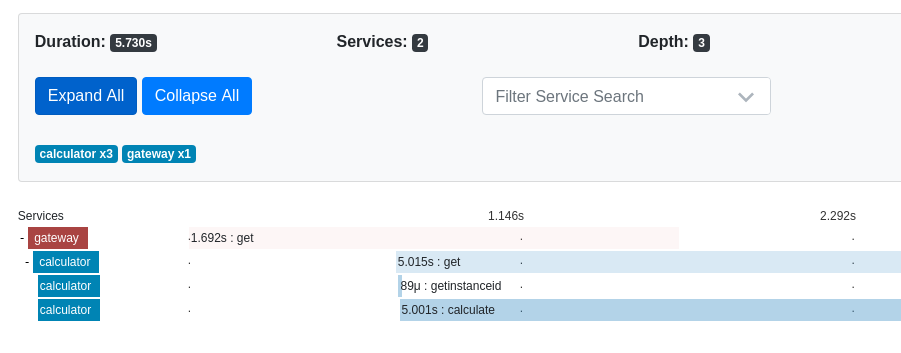 Duration: 5.730s Services: 2 Depth: 3
Expand All Collapse All Filter Service Search
calculator x3 gateway x1
Services 1.146s 2.292s
- gateway 1.692s : get
- calculator 5.015s : get
calculator 89μ : getinstanceid
calculator 5.001s : calculate